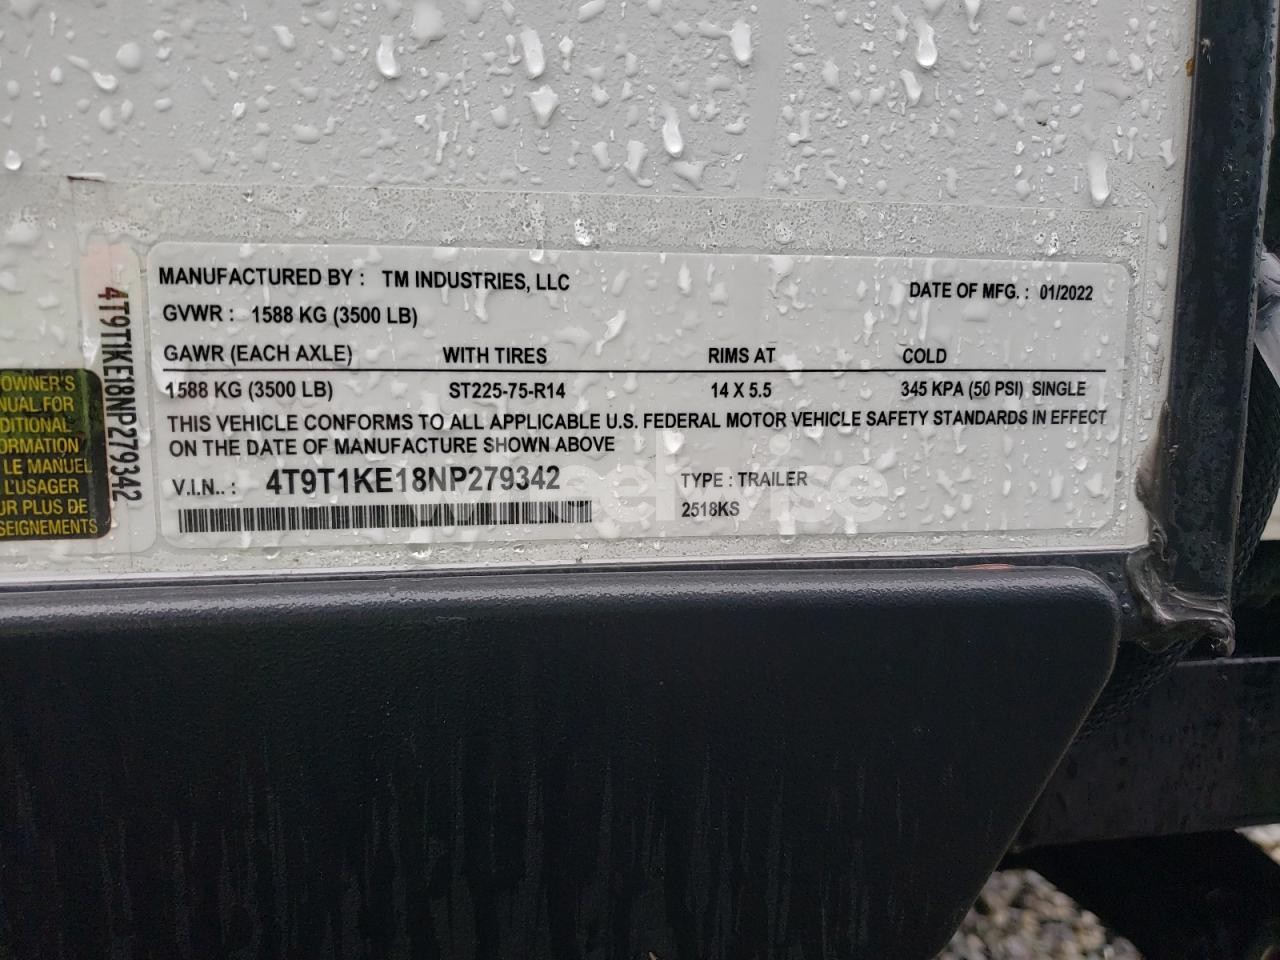 MANUFACTURED BY : TM INDUSTRIES, LLC
DATE OF MFG. : 01/2022
GVWR : 1588 KG (3500 LB)
GAWR (EACH AXLE) WITH TIRES RIMS AT COLD
1588 KG (3500 LB) ST225-75-R14 14 X 5.5 345 KPA (50 PSI) SINGLE
THIS VEHICLE CONFORMS TO ALL APPLICABLE U.S. FEDERAL MOTOR VEHICLE SAFETY STANDARDS IN EFFECT
ON THE DATE OF MANUFACTURE SHOWN ABOVE
V.I.N.. : 4T9T1KE18NP279342 TYPE : TRAILER
2518KS
4T9T1KE18NP279342
OWNER'S
NUAL FOR
DITIONAL
ORMATION
LE MANUEL
L'USAGER
UR PLUS DE
SEIGNEMENTS